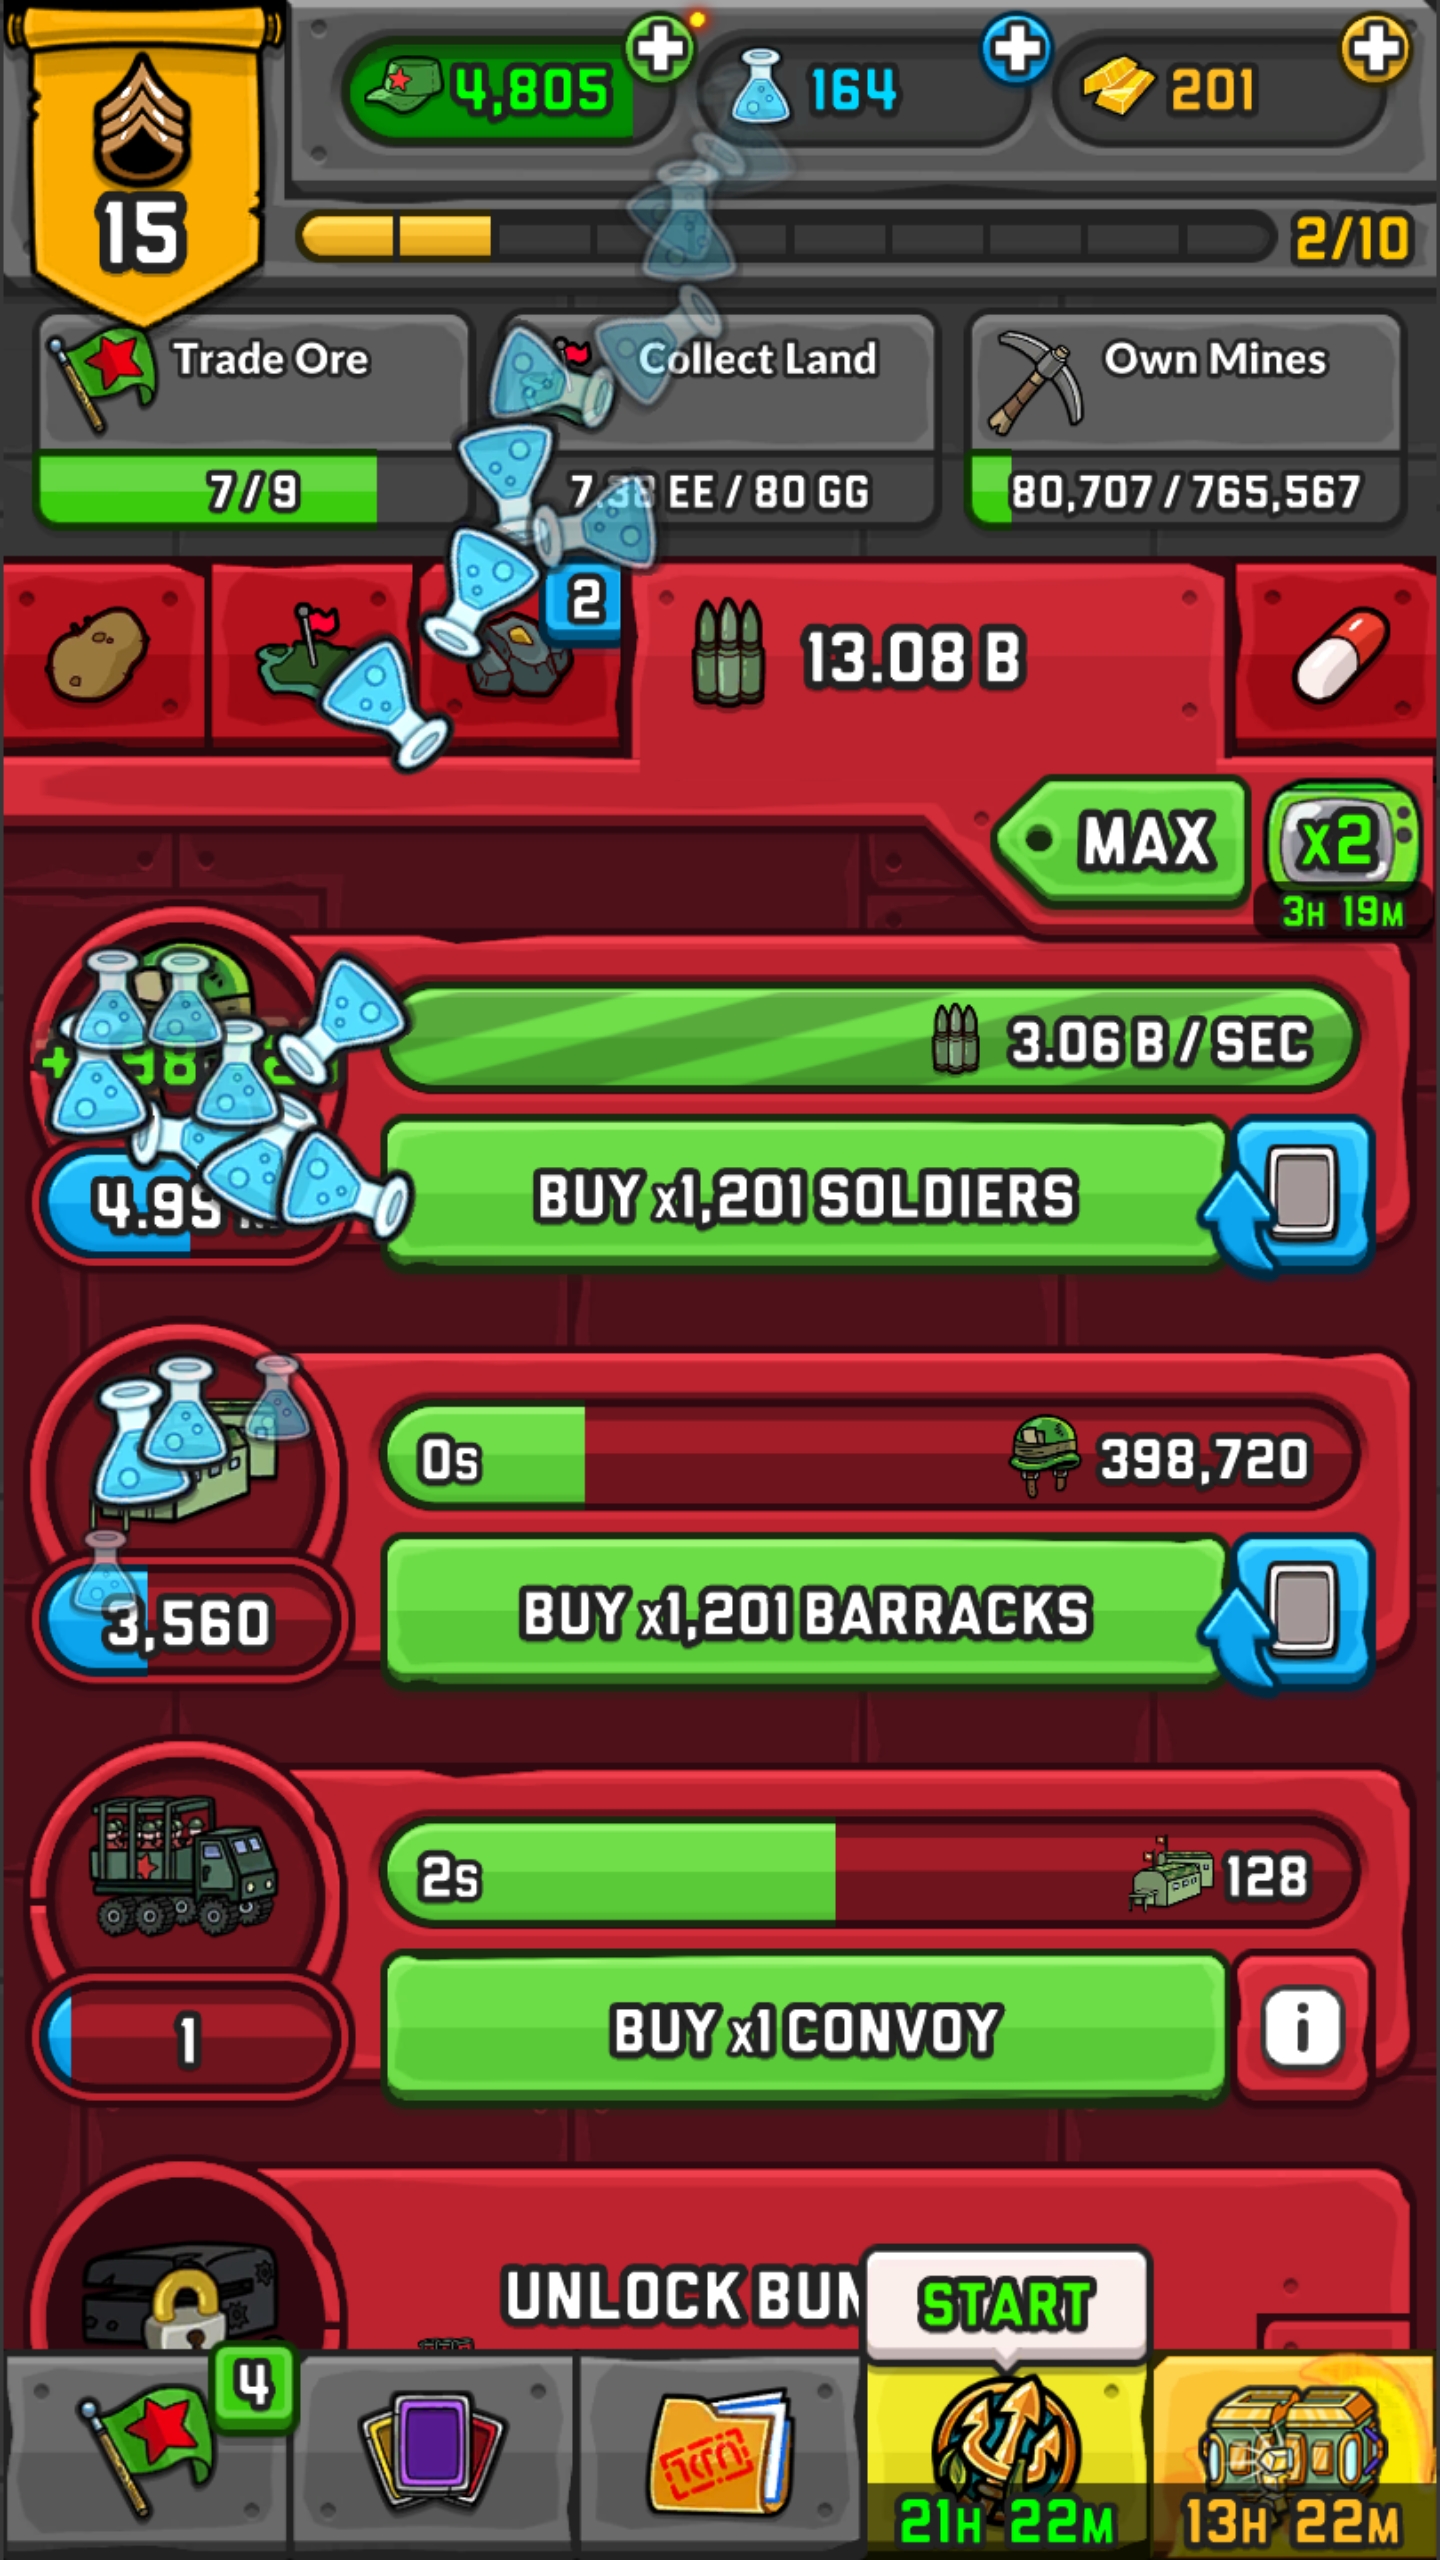 4,805
164
201
15
2/10
Trade Ore
Collect Land
Own Mines
7/9
EE / 80 GG
80,707 / 765,567
2
13.08 B
MAX
x2
3H 19M
3.06 B / SEC
BUY x1,201 SOLDIERS
0s
398,720
3,560
BUY x1,201 BARRACKS
2s
128
1
BUY x1 CONVOY
i
UNLOCK
START
4
21H 22M
13H 22M